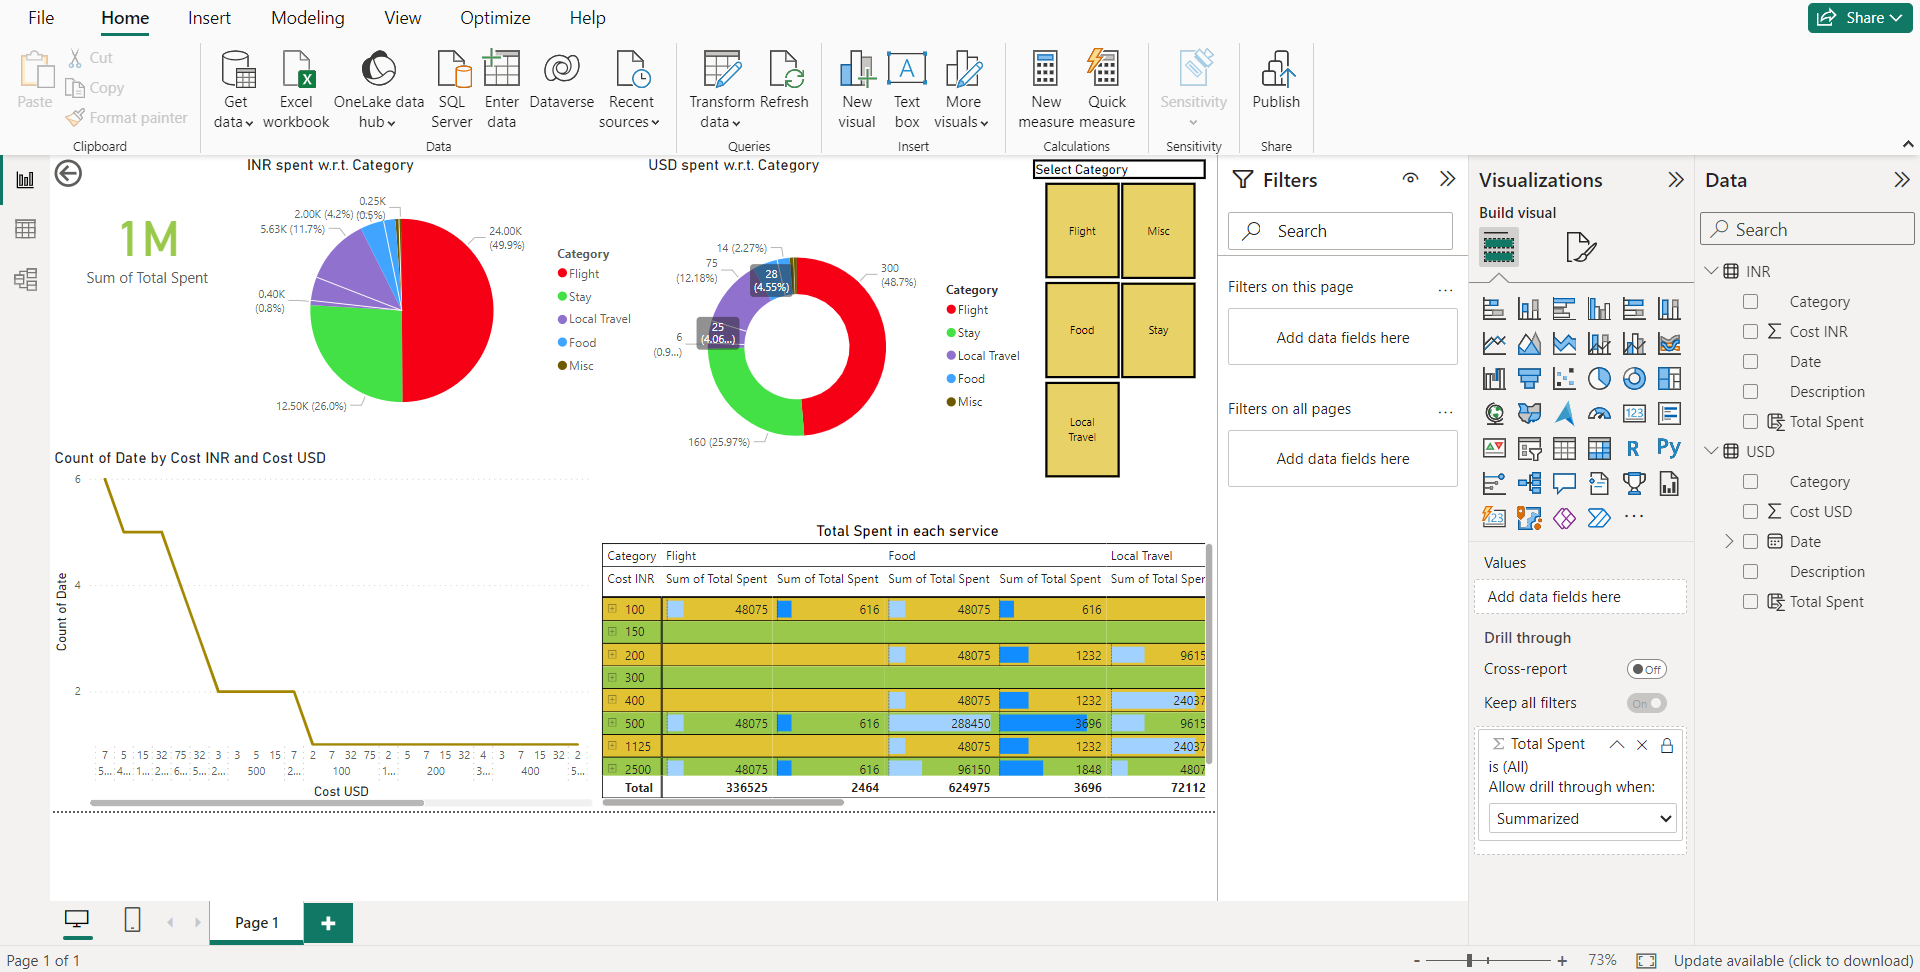 File Home Insert Modeling View Optimize Help
Share
Paste
Cut
Copy
Format painter
Clipboard
Get data
Excel workbook
OneLake data hub
SQL Server
Enter data
Dataverse
Recent sources
Data
Transform data
Refresh
Queries
New visual
Text box
More visuals
Insert
New measure
Quick measure
Calculations
Sensitivity
Sensitivity
Publish
Share
1M
Sum of Total Spent
INR spent w.r.t. Category
0.25K
2.00K (4.2%) (0.5%)
5.63K (11.7%)
24.00K
(49.9%)
0.40K
(0.8%)
12.50K (26.0%)
Category
Flight
Stay
Local Travel
Food
Misc
USD spent w.r.t. Category
14 (2.27%)
75
(12.18%)
28
(4.55%)
300
(48.7%)
25
(4.06...)
6
(0.9...)
160 (25.97%)
Category
Flight
Stay
Local Travel
Food
Misc
Select Category
Flight Misc
Food Stay
Local
Travel
Count of Date by Cost INR and Cost USD
Count of Date
6
4
2
7 5 15 32 75 32 3 3 5 15 7 2 7 32 75 2 5 7 15 32 4 3 7 15 32 2
5... 4... 1... 2... 6... 5... 2... 500 2... 100 1... 200 3... 400 5...
Cost USD
Total Spent in each service
Category Flight Food Local Travel
Cost INR Sum of Total Spent Sum of Total Spent Sum of Total Spent Sum of Total Spent Sum of Total Sper
100 48075 616 48075 616
150
200 48075 1232 9615
300
400 48075 1232 24037
500 48075 616 288450 3696 9615
1125 48075 1232 24037
2500 48075 616 96150 1848 4807
Total 336525 2464 624975 3696 72112
Filters
Search
Filters on this page ...
Add data fields here
Filters on all pages ...
Add data fields here
Visualizations
Build visual
123
R Py
123
...
Values
Add data fields here
Drill through
Cross-report Off
Keep all filters On
Σ Total Spent
is (All)
Allow drill through when:
Summarized
Data
Search
INR
Category
Σ Cost INR
Date
Description
Total Spent
USD
Category
Σ Cost USD
Date
Description
Total Spent
Page 1
+
Page 1 of 1
- + 73%
Update available (click to download)